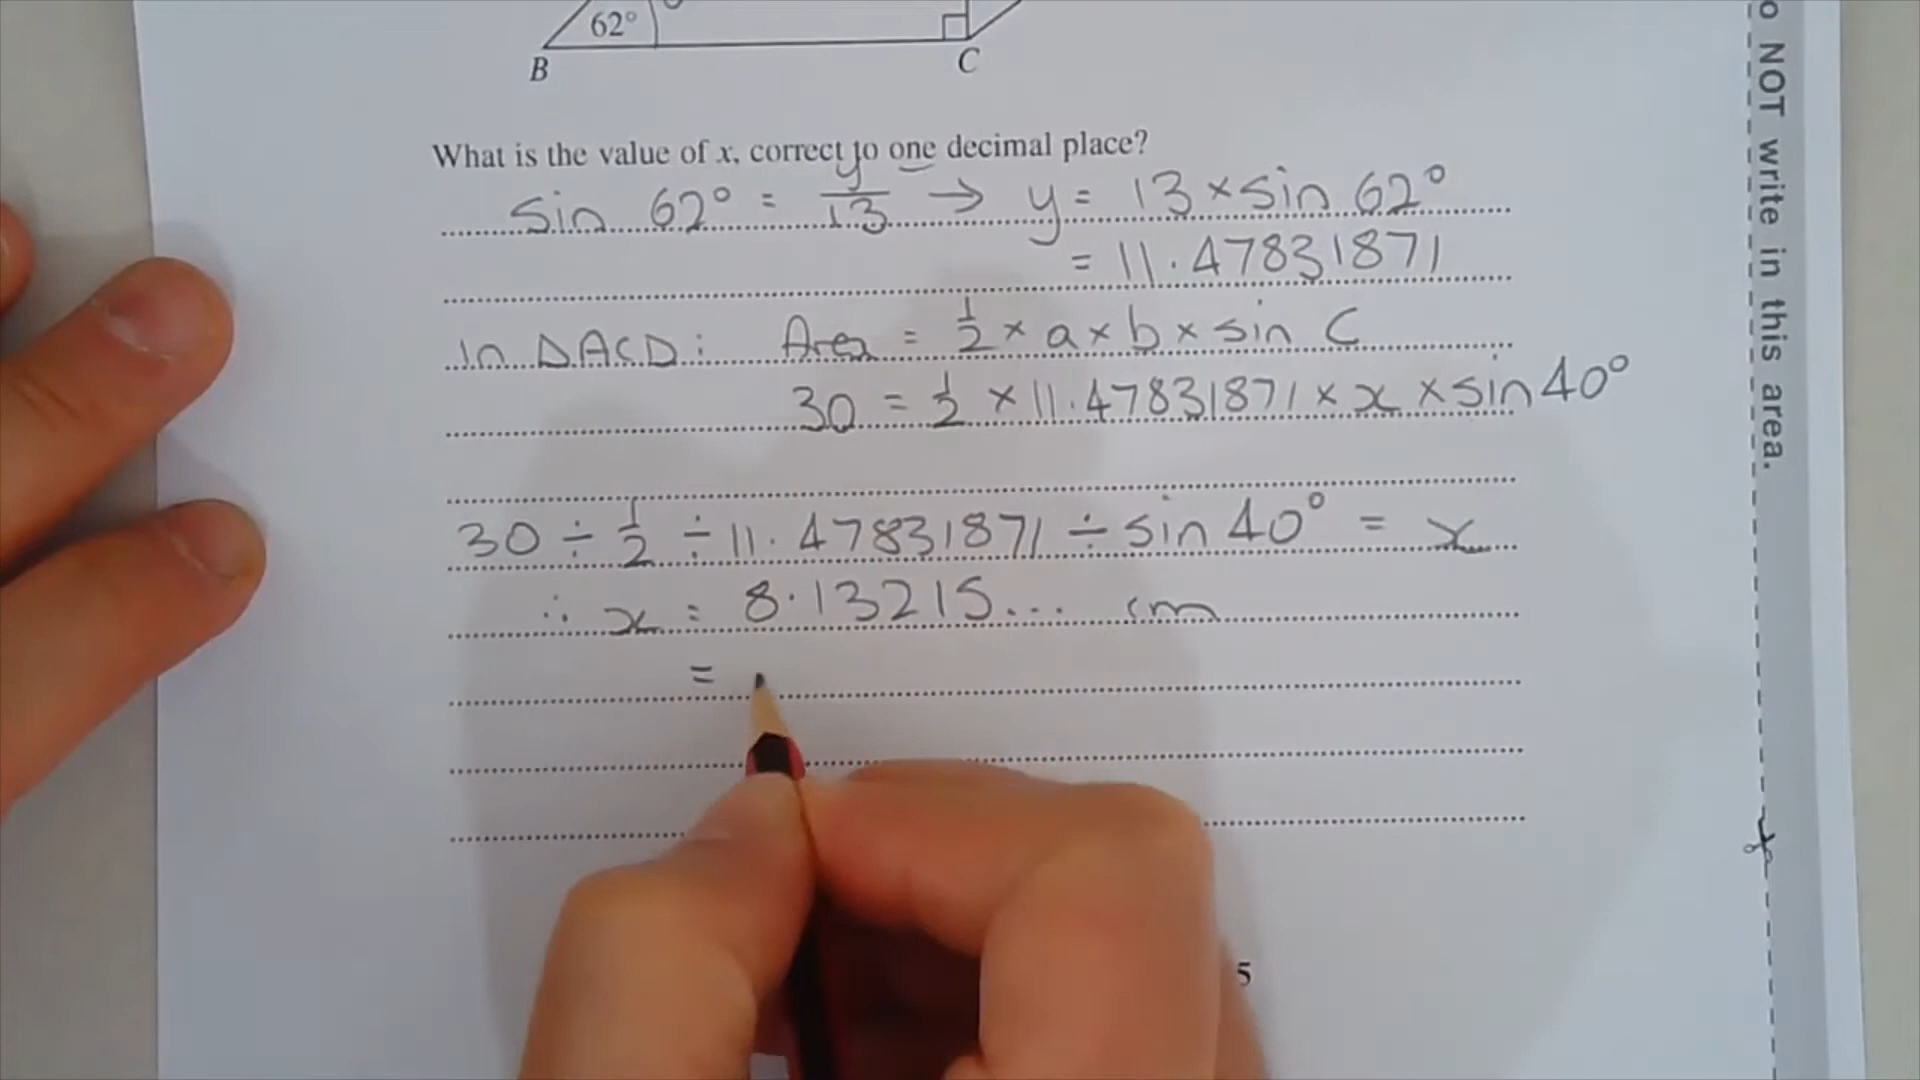 62°
B
C
What is the value of x, correct to one decimal place?
sin 62° = y/13 → y = 13 × sin 62°
= 11.47831871
In ΔACD: Area = 1/2 × a × b × sin C
30 = 1/2 × 11.47831871 × x × sin 40°
30 ÷ 1/2 ÷ 11.47831871 ÷ sin 40° = x
∴ x = 8.13215... cm
=
5
o NOT write in this area.